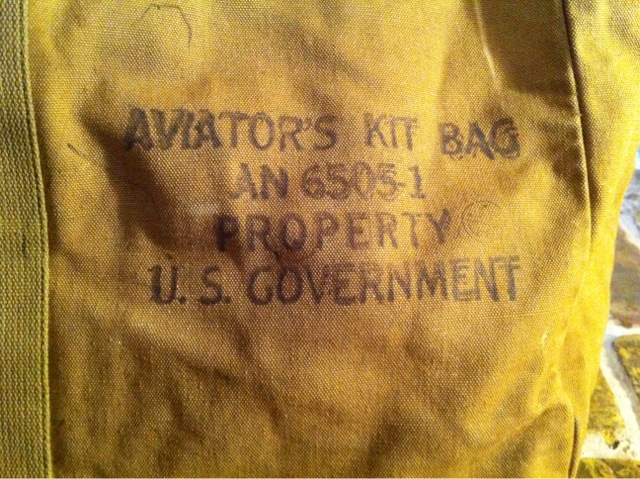 AVIATOR'S KIT BAG
AN 6505-1
PROPERTY
U.S. GOVERNMENT